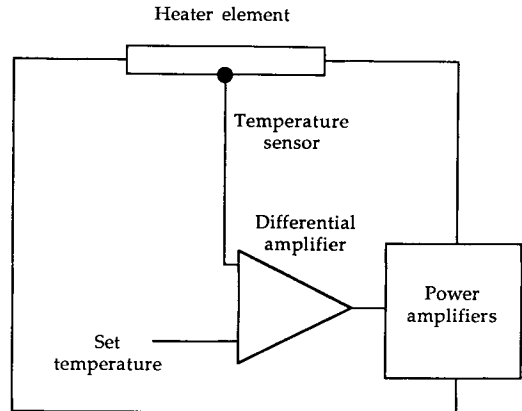 Heater element
Temperature
sensor
Differential
amplifier
Power
amplifiers
Set
temperature